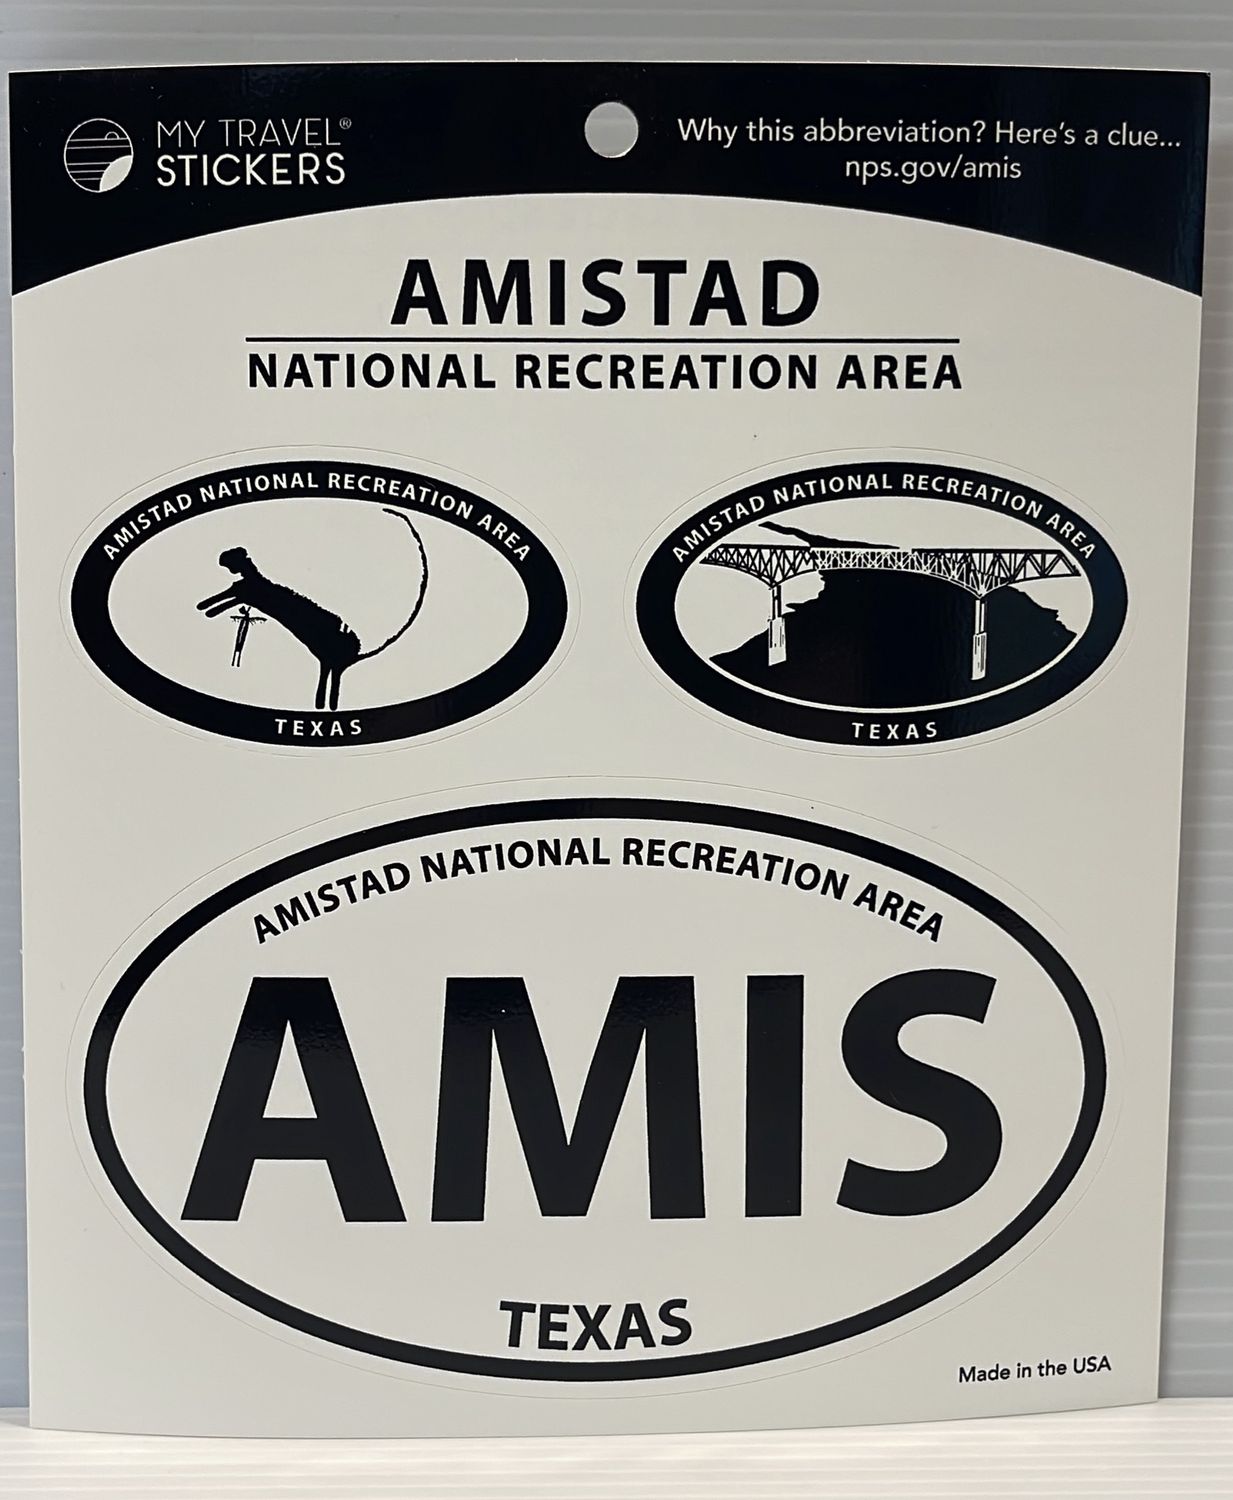 MY TRAVEL®
STICKERS
Why this abbreviation? Here's a clue...
nps.gov/amis
AMISTAD
NATIONAL RECREATION AREA
AMISTAD NATIONAL RECREATION AREA
TEXAS
AMISTAD NATIONAL RECREATION AREA
TEXAS
AMISTAD NATIONAL RECREATION AREA
AMIS
TEXAS
Made in the USA